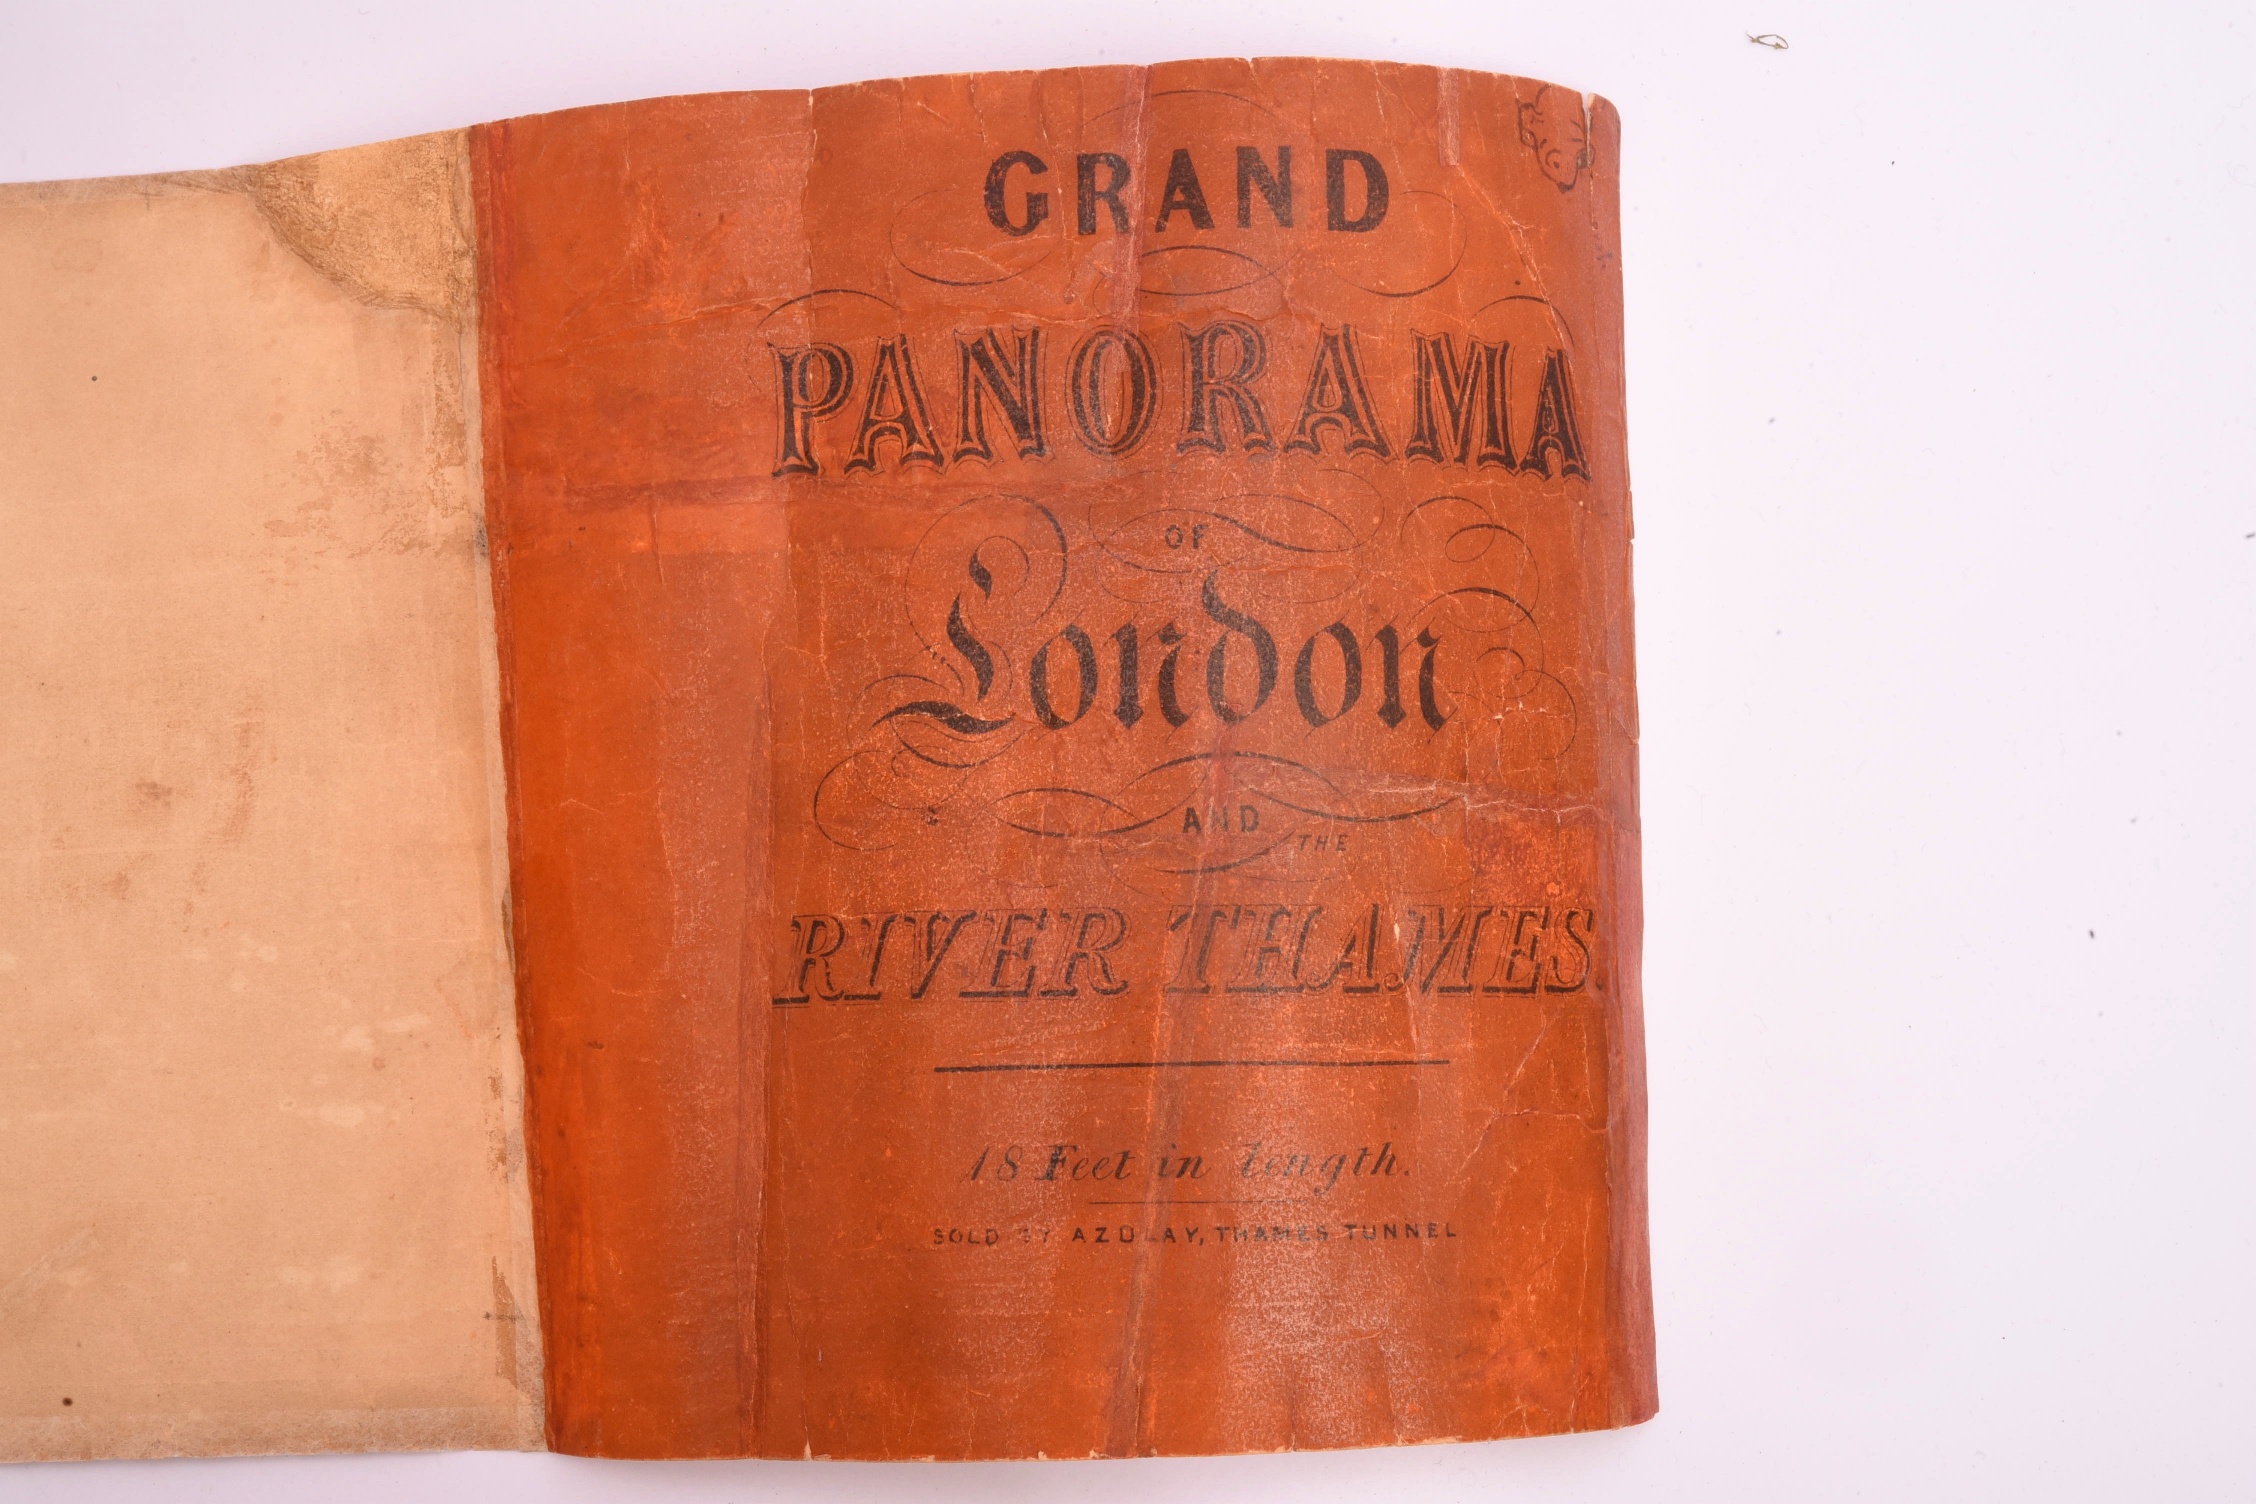 GRAND
PANORAMA
OF
London
AND THE
RIVER THAMES.
18 Feet in length.
SOLD BY AZULAY, THAMES TUNNEL